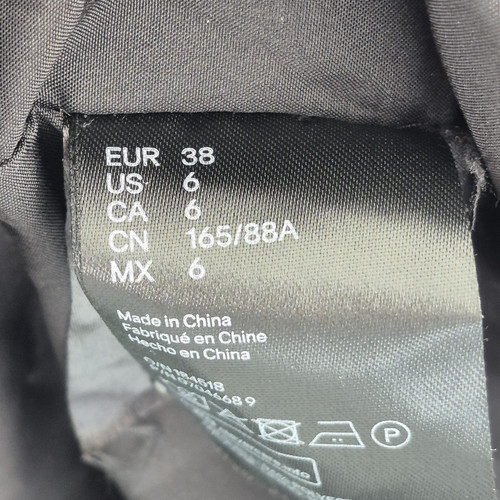 EUR 38
US 6
CA 6
CN 165/88A
MX 6
Made in China
Fabriqué en Chine
Hecho en China
184518
P